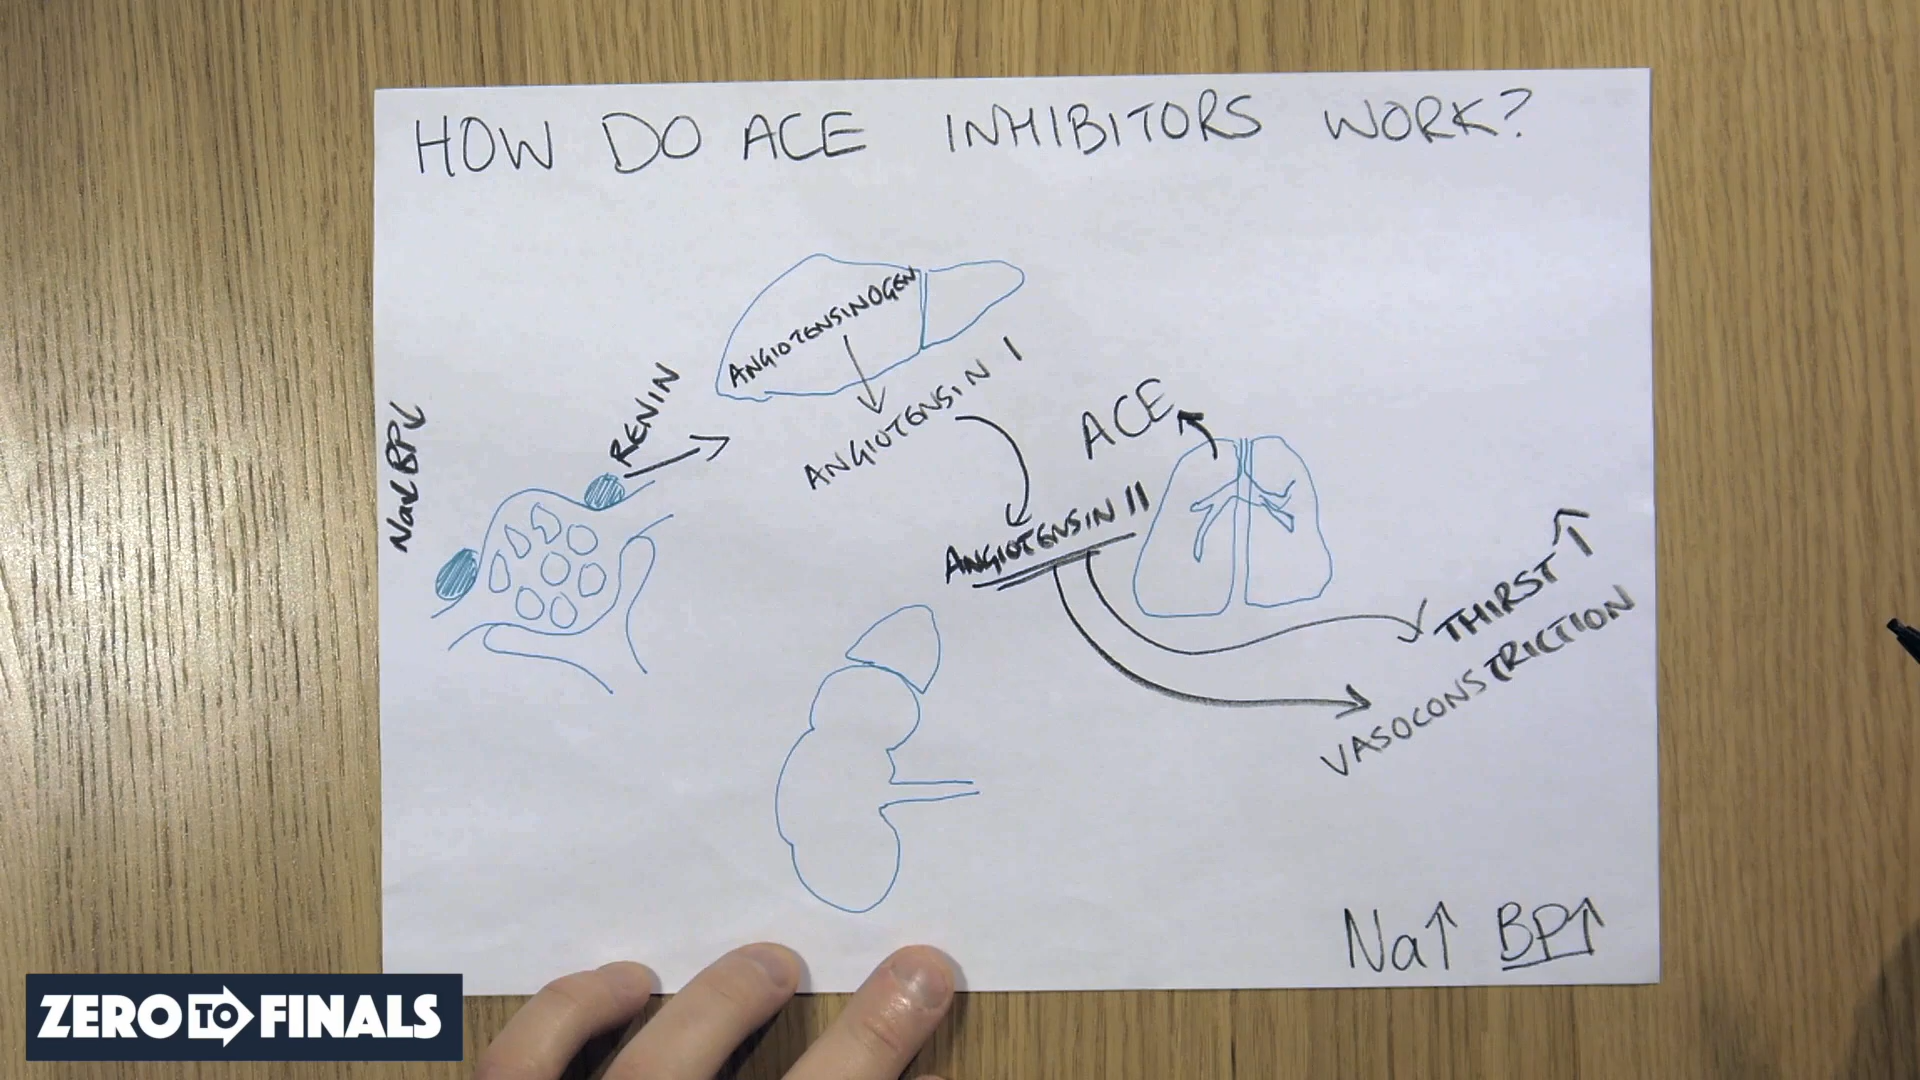 HOW DO ACE INHIBITORS WORK?
ANGIOTENSINOGEN
ANGIOTENSIN I
RENIN
Na↓ BP↓
ACE
ANGIOTENSIN II
THIRST ↑
VASOCONSTRICTION
Na↑ BP↑
ZERO TO FINALS